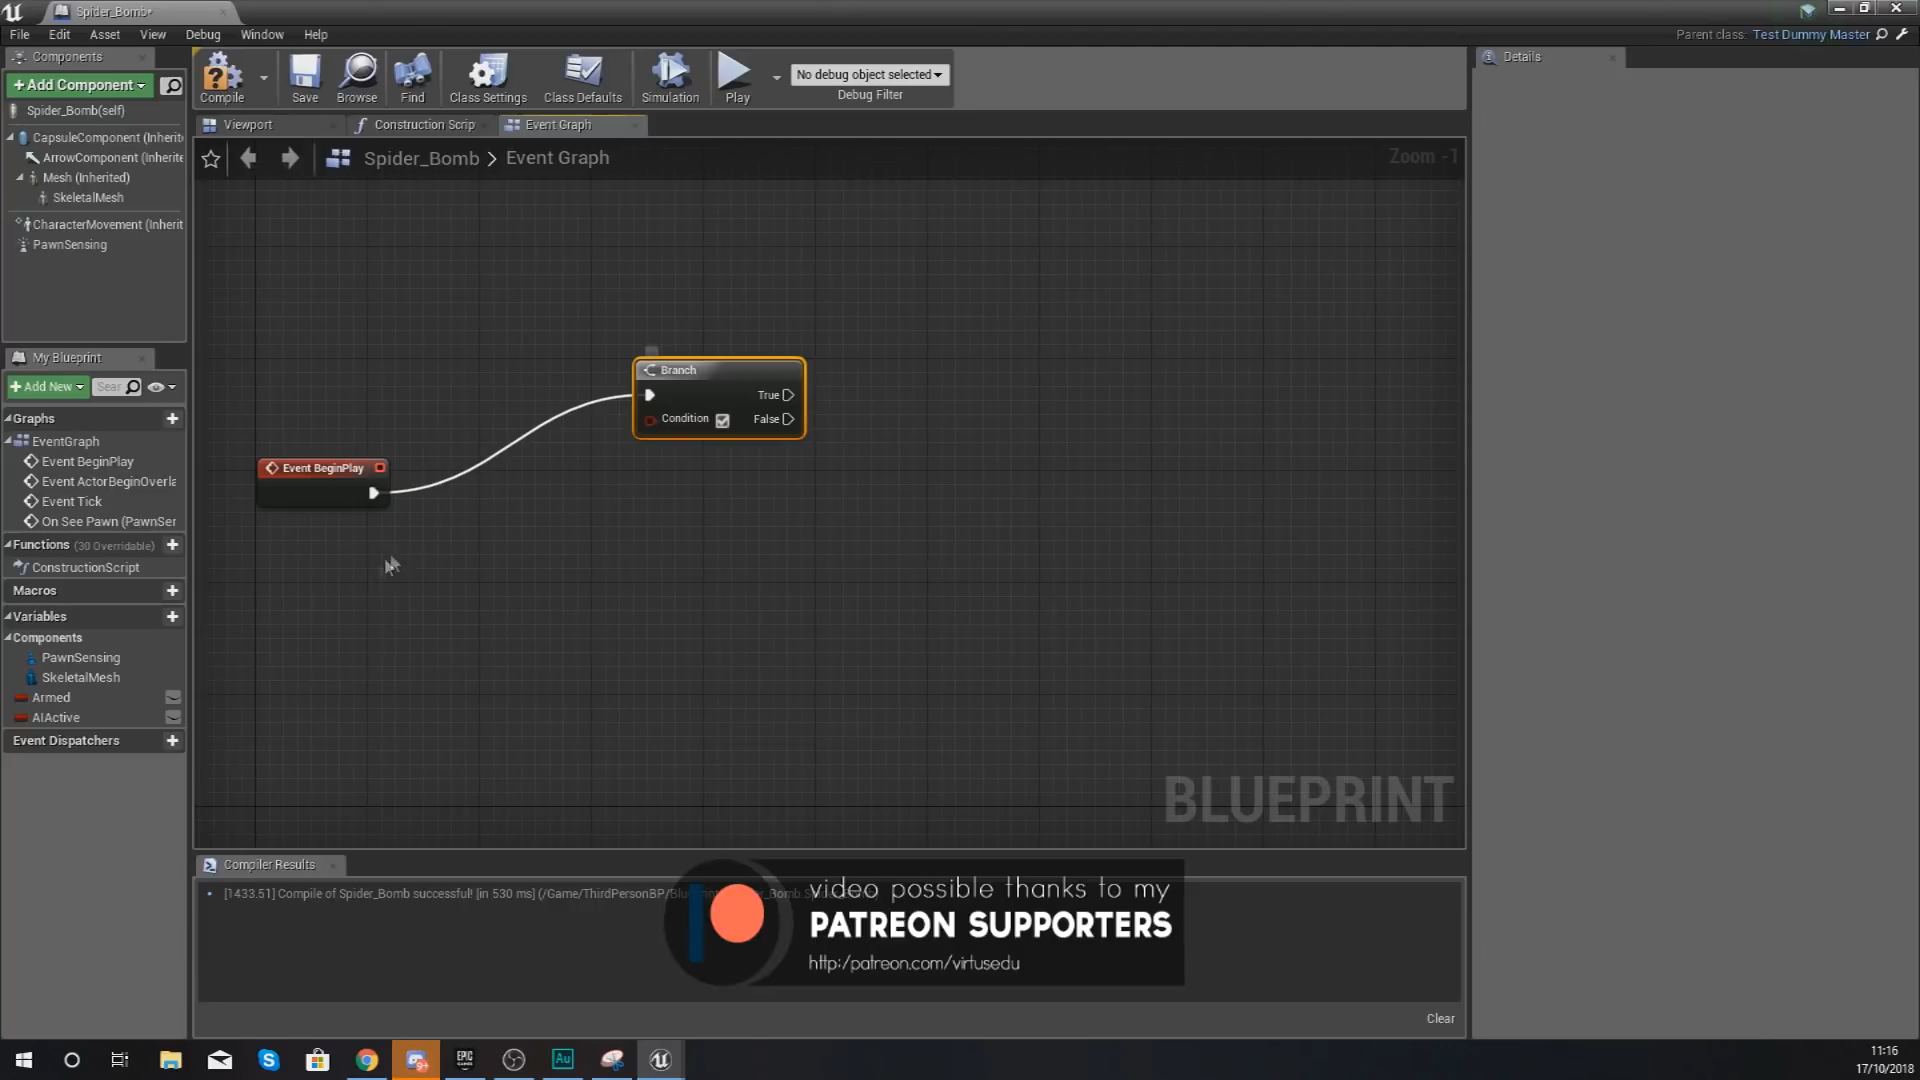 Spider_Bomb*
File Edit Asset View Debug Window Help
Parent class: Test Dummy Master
Components
+Add Component
Spider_Bomb(self)
CapsuleComponent (Inherit
ArrowComponent (Inherite
Mesh (Inherited)
SkeletalMesh
CharacterMovement (Inherit
PawnSensing
Compile Save Browse Find Class Settings Class Defaults Simulation Play
No debug object selected
Debug Filter
Details
Viewport Construction Scrip Event Graph
Spider_Bomb > Event Graph
Zoom -1
Branch
True
Condition False
Event BeginPlay
BLUEPRINT
My Blueprint
+Add New Sear
Graphs
EventGraph
Event BeginPlay
Event ActorBeginOverla
Event Tick
On See Pawn (PawnSer
Functions (30 Overridable)
ConstructionScript
Macros
Variables
Components
PawnSensing
SkeletalMesh
Armed
AIActive
Event Dispatchers
Compiler Results
[1433.51] Compile of Spider_Bomb successful! [in 530 ms] (/Game/ThirdPersonBP/
video possible thanks to my
PATREON SUPPORTERS
http:/patreon.com/virtusedu
Clear
Au
EPIC
GAMES
9+
11:16
17/10/2018